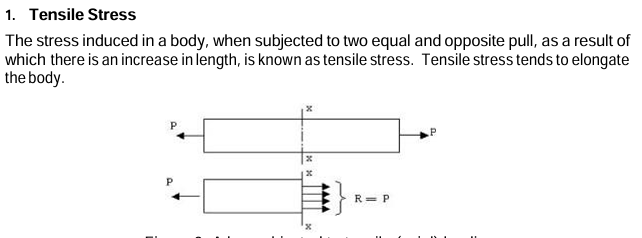 1. Tensile Stress
The stress induced in a body, when subjected to two equal and opposite pull, as a result of
which there is an increase in length, is known as tensile stress. Tensile stress tends to elongate
the body.
x
P
P
x
x
P
R = P
x